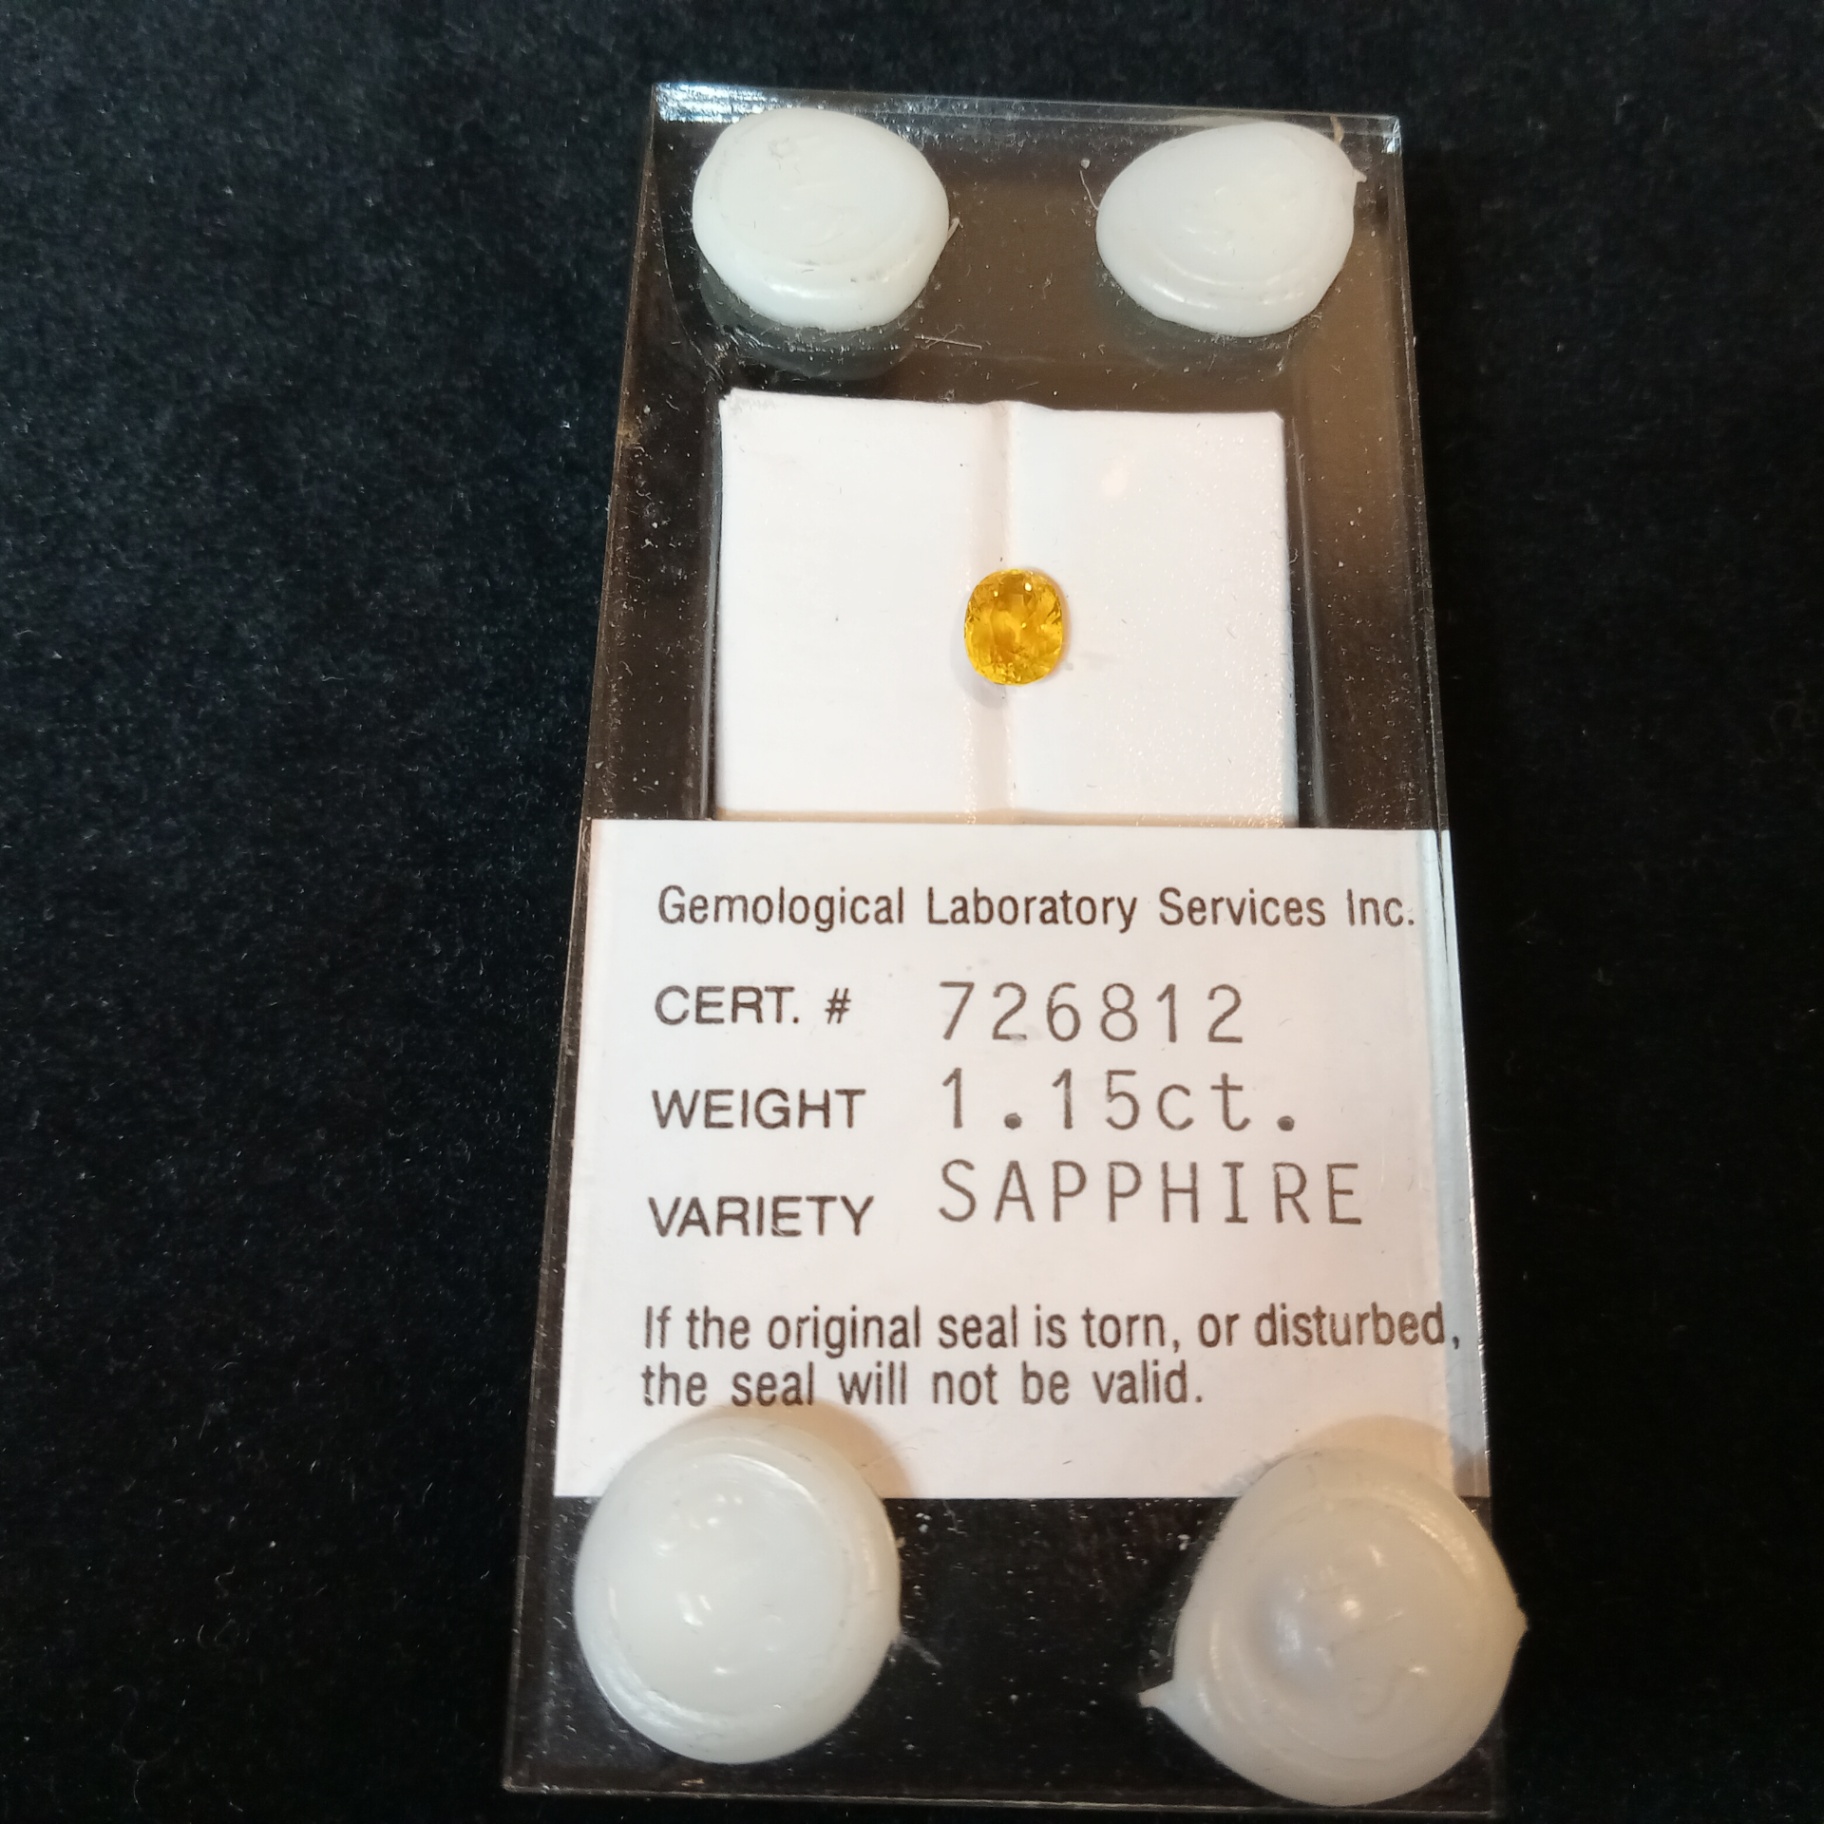 Gemological Laboratory Services Inc.
CERT. # 726812
WEIGHT 1.15ct.
VARIETY SAPPHIRE
If the original seal is torn, or disturbed,
the seal will not be valid.